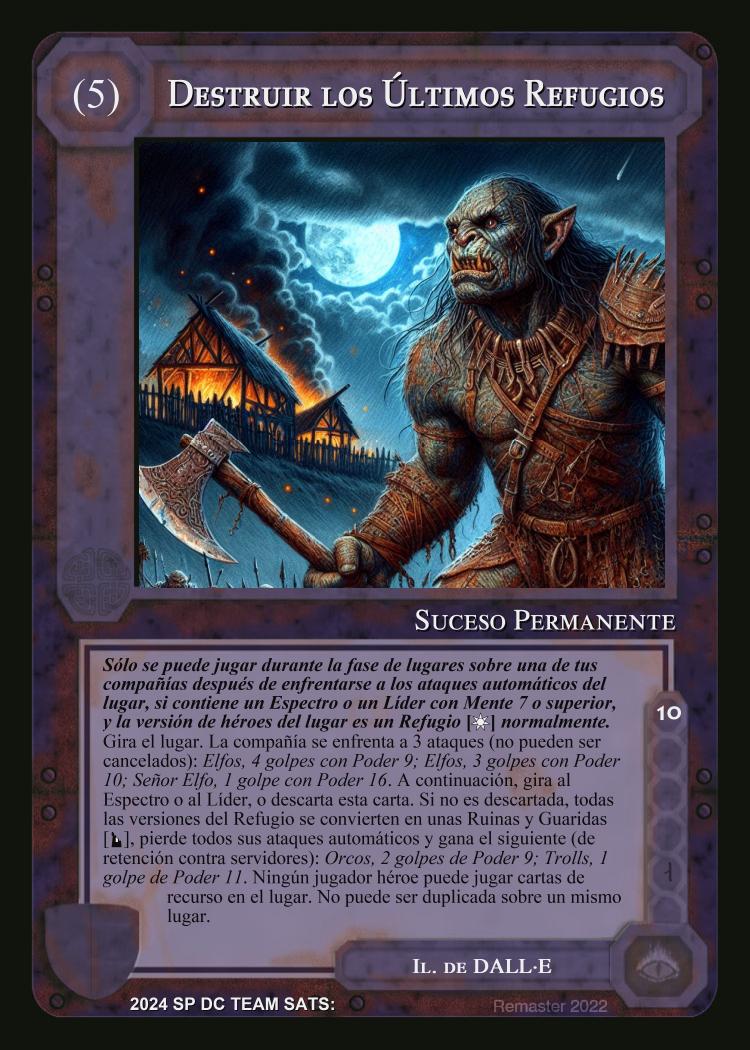 (5)
Destruir los Últimos Refugios
Suceso Permanente
Sólo se puede jugar durante la fase de lugares sobre una de tus
compañías después de enfrentarse a los ataques automáticos del
lugar, si contiene un Espectro o un Líder con Mente 7 o superior,
y la versión de héroes del lugar es un Refugio [☀] normalmente.
Gira el lugar. La compañía se enfrenta a 3 ataques (no pueden ser
cancelados): Elfos, 4 golpes con Poder 9; Elfos, 3 golpes con Poder
10; Señor Elfo, 1 golpe con Poder 16. A continuación, gira al
Espectro o al Líder, o descarta esta carta. Si no es descartada, todas
las versiones del Refugio se convierten en unas Ruinas y Guaridas
[], pierde todos sus ataques automáticos y gana el siguiente (de
retención contra servidores): Orcos, 2 golpes de Poder 9; Trolls, 1
golpe de Poder 11. Ningún jugador héroe puede jugar cartas de
recurso en el lugar. No puede ser duplicada sobre un mismo
lugar.
10
Il. de DALL·E
2024 SP DC TEAM SATS:
Remaster 2022